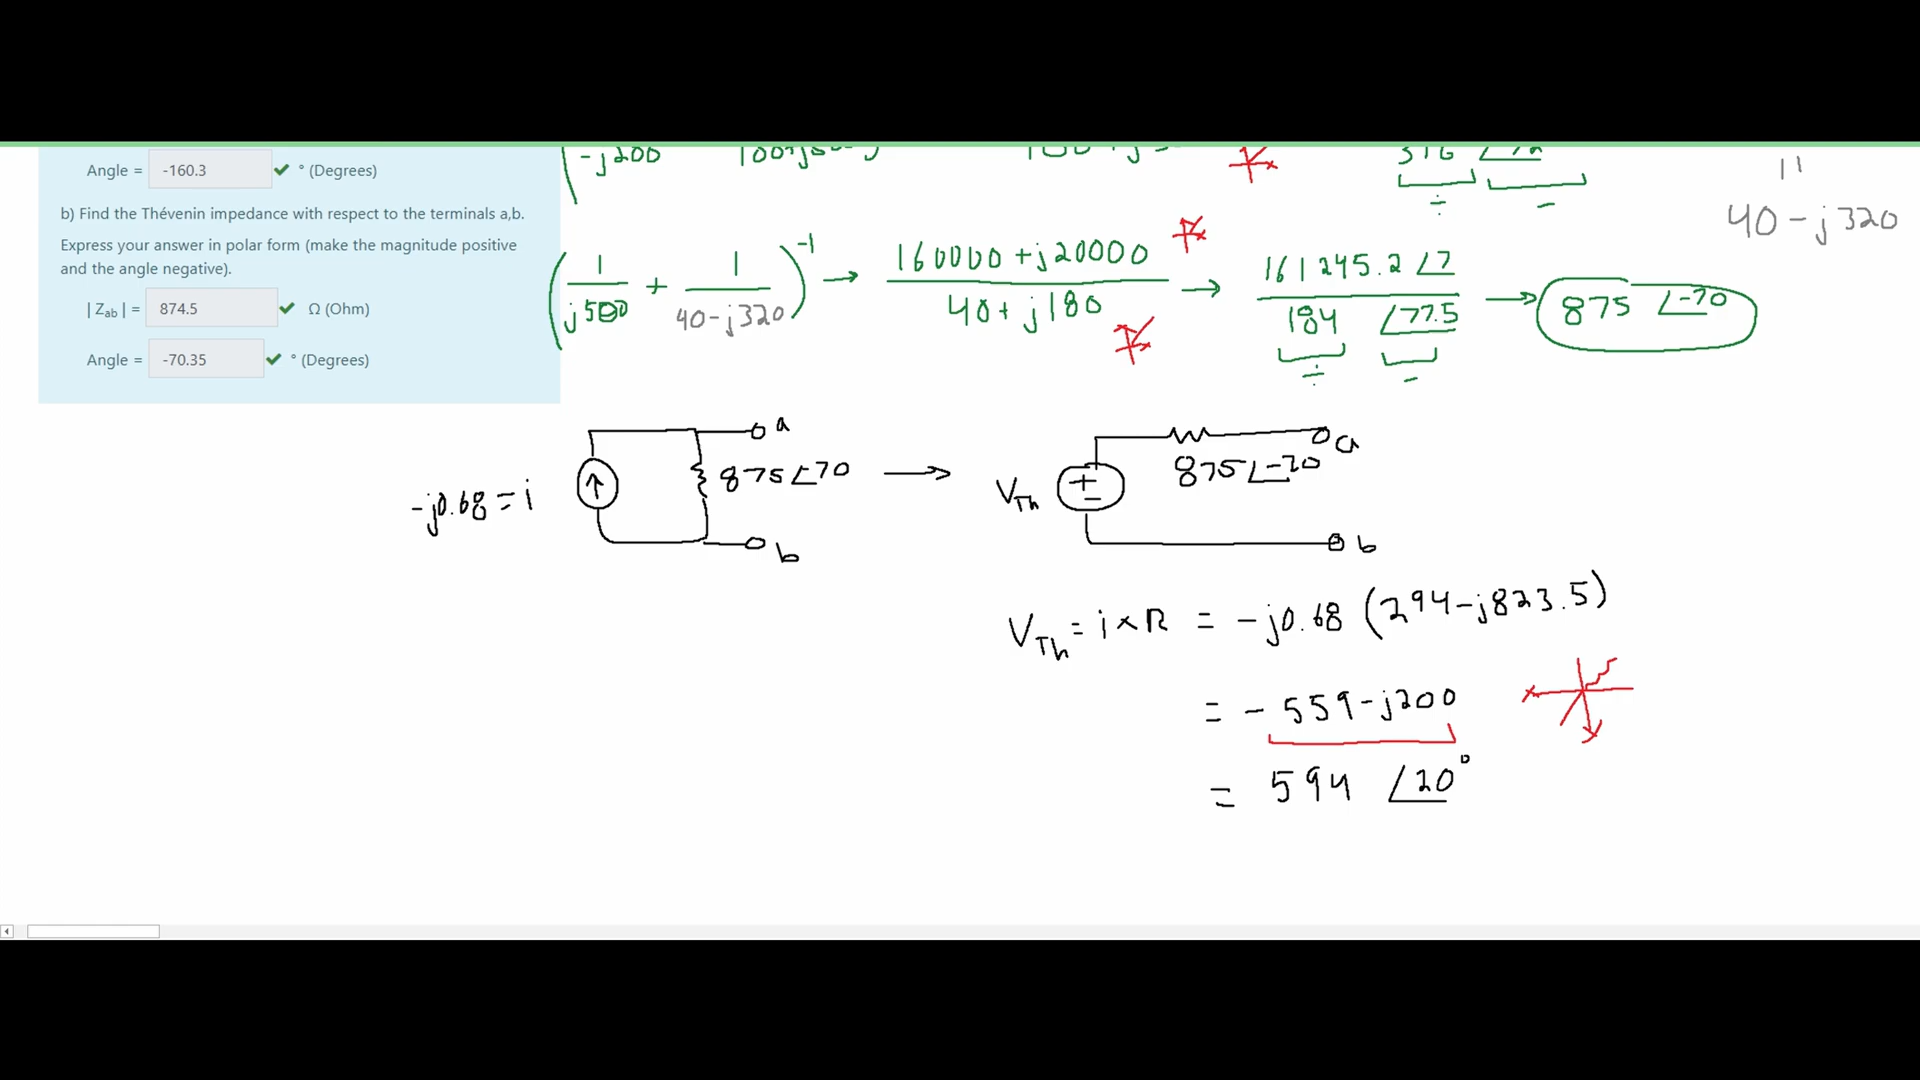 Angle = -160.3 ° (Degrees)
b) Find the Thévenin impedance with respect to the terminals a,b.
Express your answer in polar form (make the magnitude positive
and the angle negative).
| Zab | = 874.5 Ω (Ohm)
Angle = -70.35 ° (Degrees)
-j200
316
40-j320
(1/j500 + 1/(40-j320))^-1 → (160000+j20000)/(40+j180) → (161245.2 ∠7)/(184 ∠77.5) → 875 ∠-70
÷ -
÷ -
-j0.68 = i
a
875∠70
b
→
VTh
+
-
875∠-70
a
b
VTh = i × R = -j0.68 (294-j823.5)
= -559-j200
= 594 ∠20°